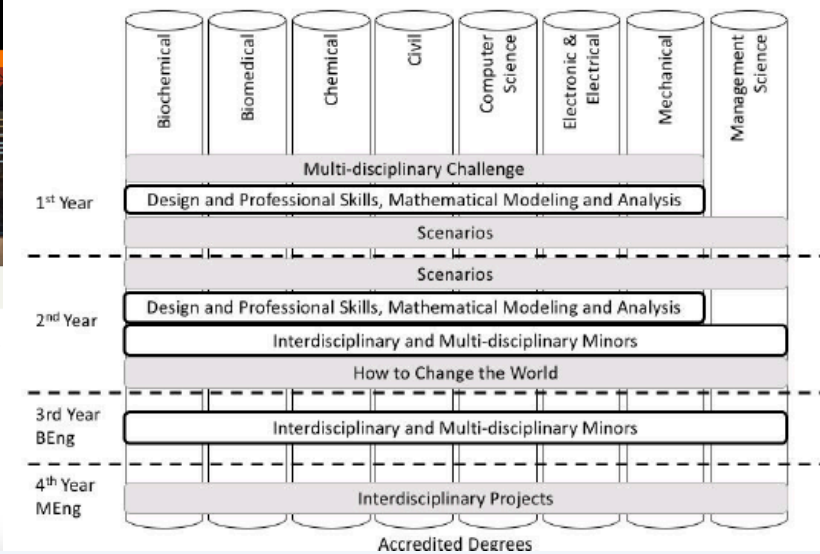 Biochemical
Biomedical
Chemical
Civil
Computer
Science
Electronic &
Electrical
Mechanical
Management
Science
Multi-disciplinary Challenge
1st Year
Design and Professional Skills, Mathematical Modeling and Analysis
Scenarios
Scenarios
2nd Year
Design and Professional Skills, Mathematical Modeling and Analysis
Interdisciplinary and Multi-disciplinary Minors
How to Change the World
3rd Year
BEng
Interdisciplinary and Multi-disciplinary Minors
4th Year
MEng
Interdisciplinary Projects
Accredited Degrees